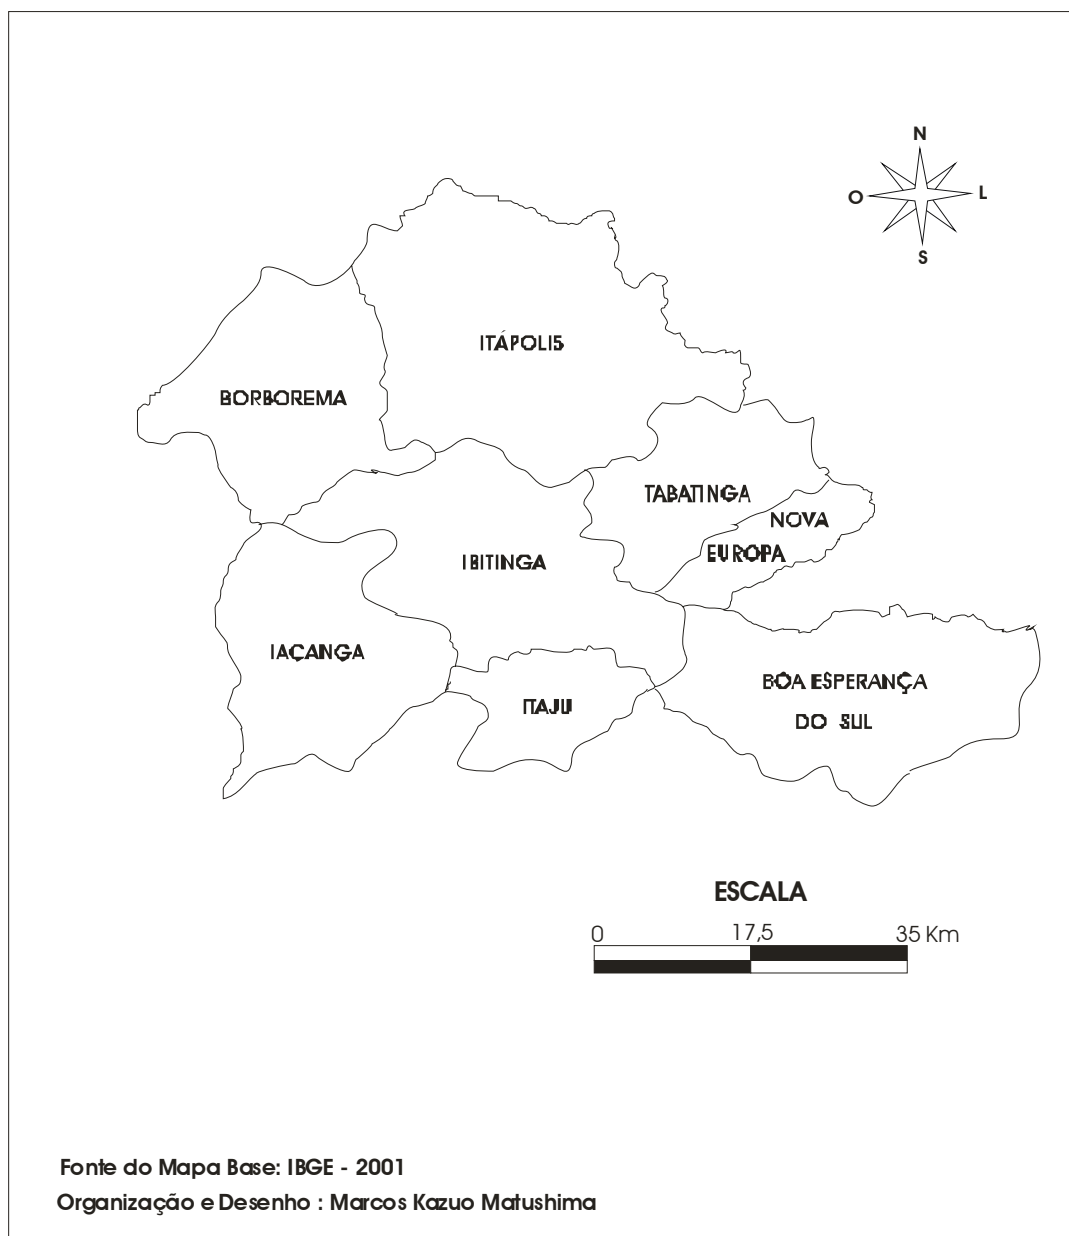 N
O L
S
ITÁPOLIS
BORBOREMA
TABATINGA
NOVA
EUROPA
IBITINGA
IAÇANGA
BOA ESPERANÇA
DO SUL
ITAJU
ESCALA
0 17,5 35 Km
Fonte do Mapa Base: IBGE - 2001
Organização e Desenho : Marcos Kazuo Matushima